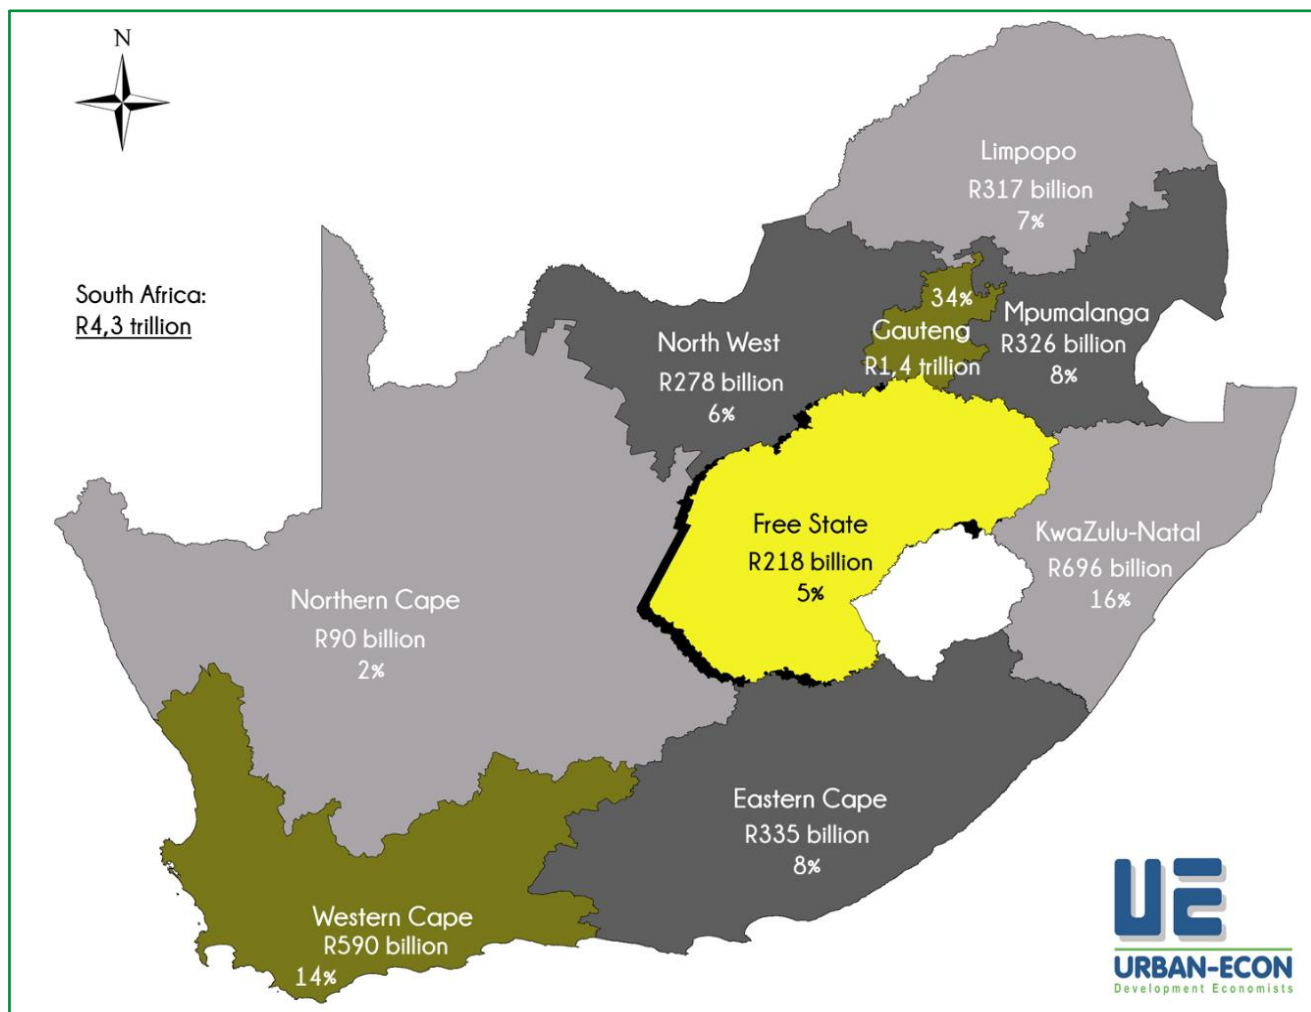 N
Limpopo
R317 billion
7%
South Africa:
R4,3 trillion
34%
Gauteng
R1,4 trillion
Mpumalanga
R326 billion
8%
North West
R278 billion
6%
Free State
R218 billion
5%
KwaZulu-Natal
R696 billion
16%
Northern Cape
R90 billion
2%
Eastern Cape
R335 billion
8%
Western Cape
R590 billion
14%
UE
URBAN-ECON
Development Economists